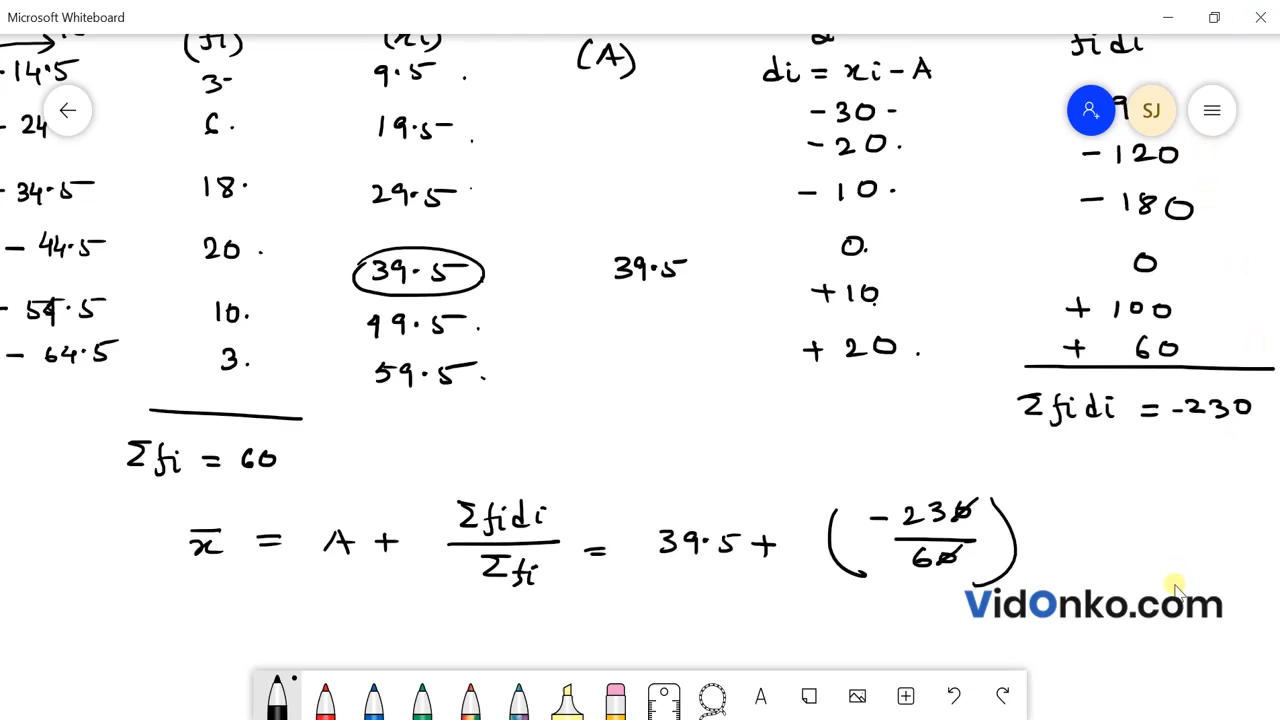 Microsoft Whiteboard
(fi) (xi) (A) di = xi - A fidi
14.5 3 9.5 -30
SJ
- 24 6 19.5 -20 -120
- 34.5 18 29.5 -10 -180
- 44.5 20 39.5 39.5 0 0
- 54.5 10 49.5 +10 +100
- 64.5 3 59.5 +20 + 60
Σfidi = -230
Σfi = 60
x̄ = A + Σfidi / Σfi = 39.5 + ( -230 / 60 )
VidOnko.com
A